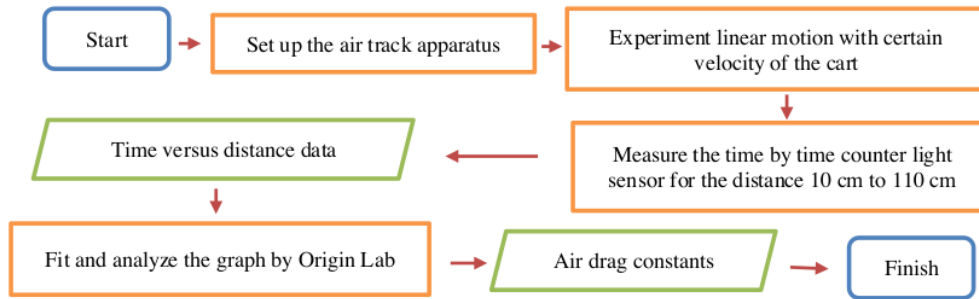 Start
Set up the air track apparatus
Experiment linear motion with certain
velocity of the cart
Measure the time by time counter light
sensor for the distance 10 cm to 110 cm
Time versus distance data
Fit and analyze the graph by Origin Lab
Air drag constants
Finish